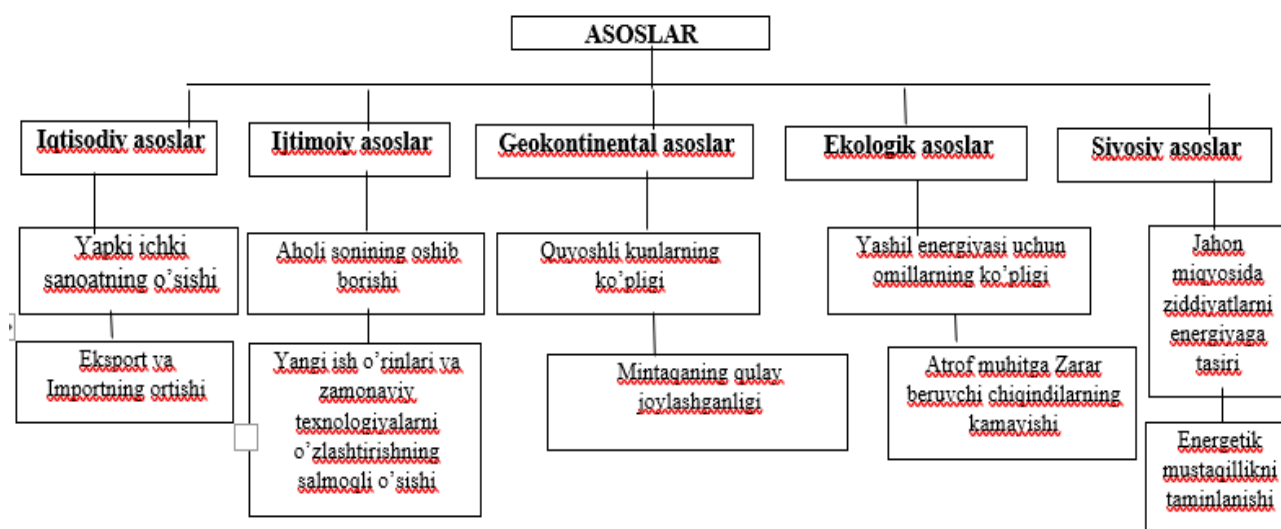 ASOSLAR
Iqtisodiy asoslar
Ijtimoiy asoslar
Geokontinental asoslar
Ekologik asoslar
Siyosiy asoslar
Yapki ichki
sanoatning o’sishi
Aholi sonining oshib
borishi
Quyoshli kunlarning
ko’pligi
Yashil energiyasi uchun
omillarning ko’pligi
Jahon
miqyosida
ziddiyatlarni
energiyaga
tasiri
Eksport va
Importning ortishi
Yangi ish o’rinlari va
zamonaviy
texnologiyalarni
o’zlashtirishning
salmoqli o’sishi
Mintaqaning qulay
joylashganligi
Atrof muhitga Zarar
beruvchi chiqindilarning
kamayishi
Energetik
mustaqillikni
taminlanishi